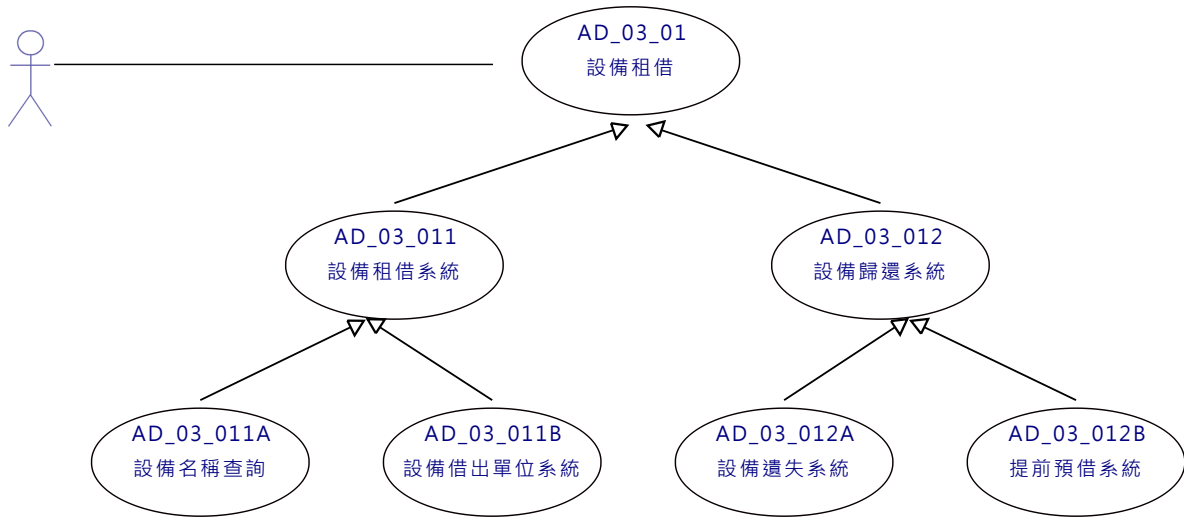 AD_03_01
設備租借
AD_03_011
設備租借系統
AD_03_012
設備歸還系統
AD_03_011A
設備名稱查詢
AD_03_011B
設備借出單位系統
AD_03_012A
設備遺失系統
AD_03_012B
提前預借系統